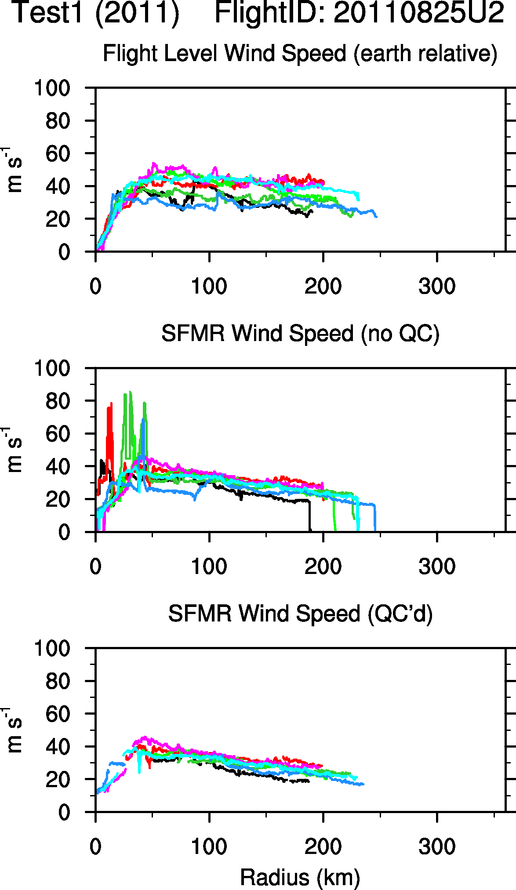 Test1 (2011) FlightID: 20110825U2
Flight Level Wind Speed (earth relative)
100
80
60
40
20
0
m s-1
0 100 200 300
SFMR Wind Speed (no QC)
100
80
60
40
20
0
m s-1
0 100 200 300
SFMR Wind Speed (QC'd)
100
80
60
40
20
0
m s-1
0 100 200 300
Radius (km)